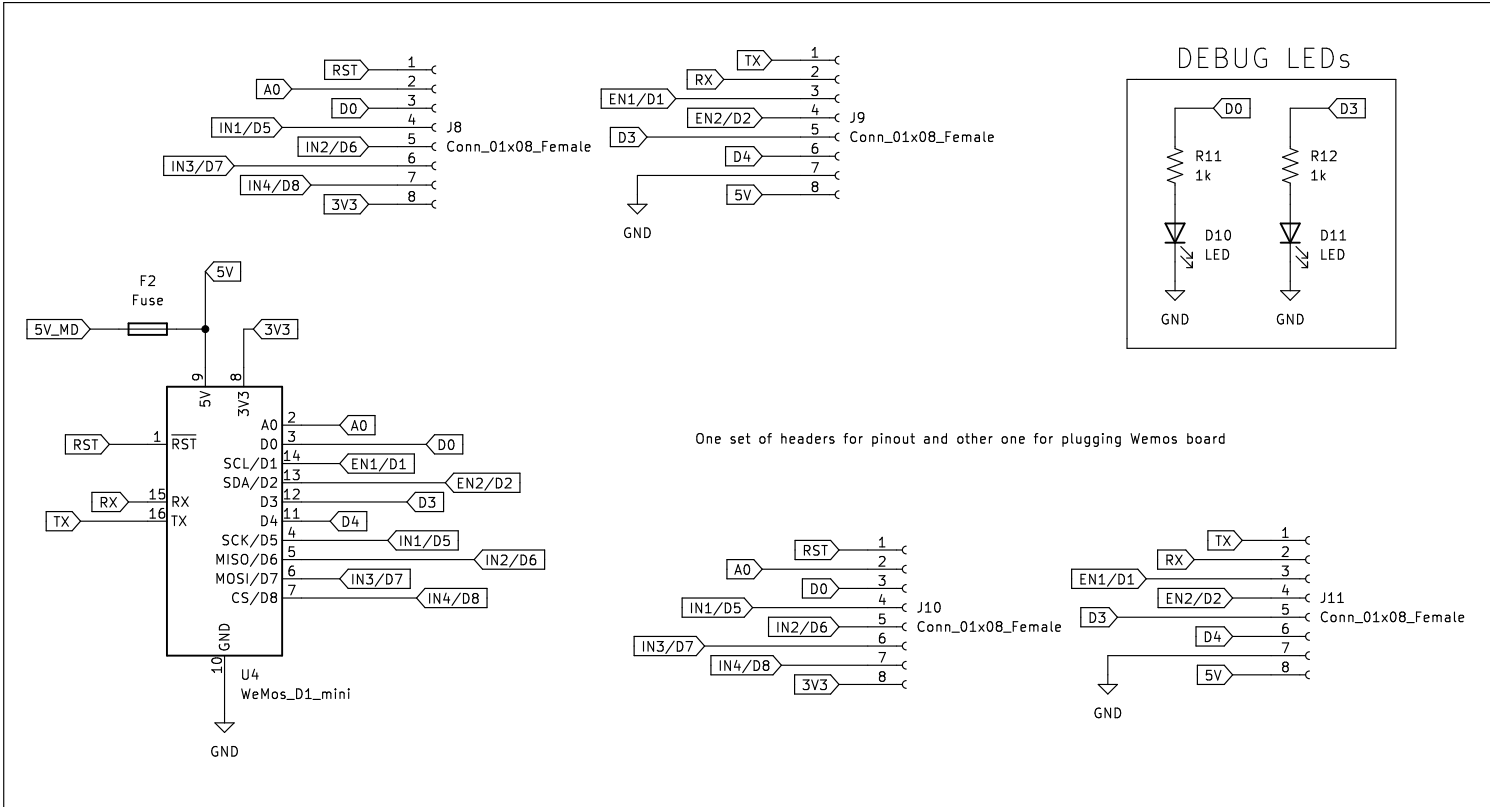 RST 1
A0 2
D0 3
IN1/D5 4
J8
IN2/D6 5
Conn_01x08_Female
IN3/D7 6
IN4/D8 7
3V3 8
TX 1
RX 2
EN1/D1 3
EN2/D2 4
J9
D3 5
Conn_01x08_Female
D4 6
7
5V 8
GND
DEBUG LEDs
D0
D3
R11
1k
R12
1k
D10
LED
D11
LED
GND
GND
F2
Fuse
5V
5V_MD
3V3
9
8
5V
3V3
RST 1 RST
RX 15 RX
TX 16 TX
A0 2 A0
D0 3 D0
SCL/D1 14 EN1/D1
SDA/D2 13 EN2/D2
D3 12 D3
D4 11 D4
SCK/D5 4 IN1/D5
MISO/D6 5 IN2/D6
MOSI/D7 6 IN3/D7
CS/D8 7 IN4/D8
GND
10
U4
WeMos_D1_mini
GND
One set of headers for pinout and other one for plugging Wemos board
RST 1
A0 2
D0 3
IN1/D5 4
J10
IN2/D6 5
Conn_01x08_Female
IN3/D7 6
IN4/D8 7
3V3 8
TX 1
RX 2
EN1/D1 3
EN2/D2 4
J11
D3 5
Conn_01x08_Female
D4 6
7
5V 8
GND